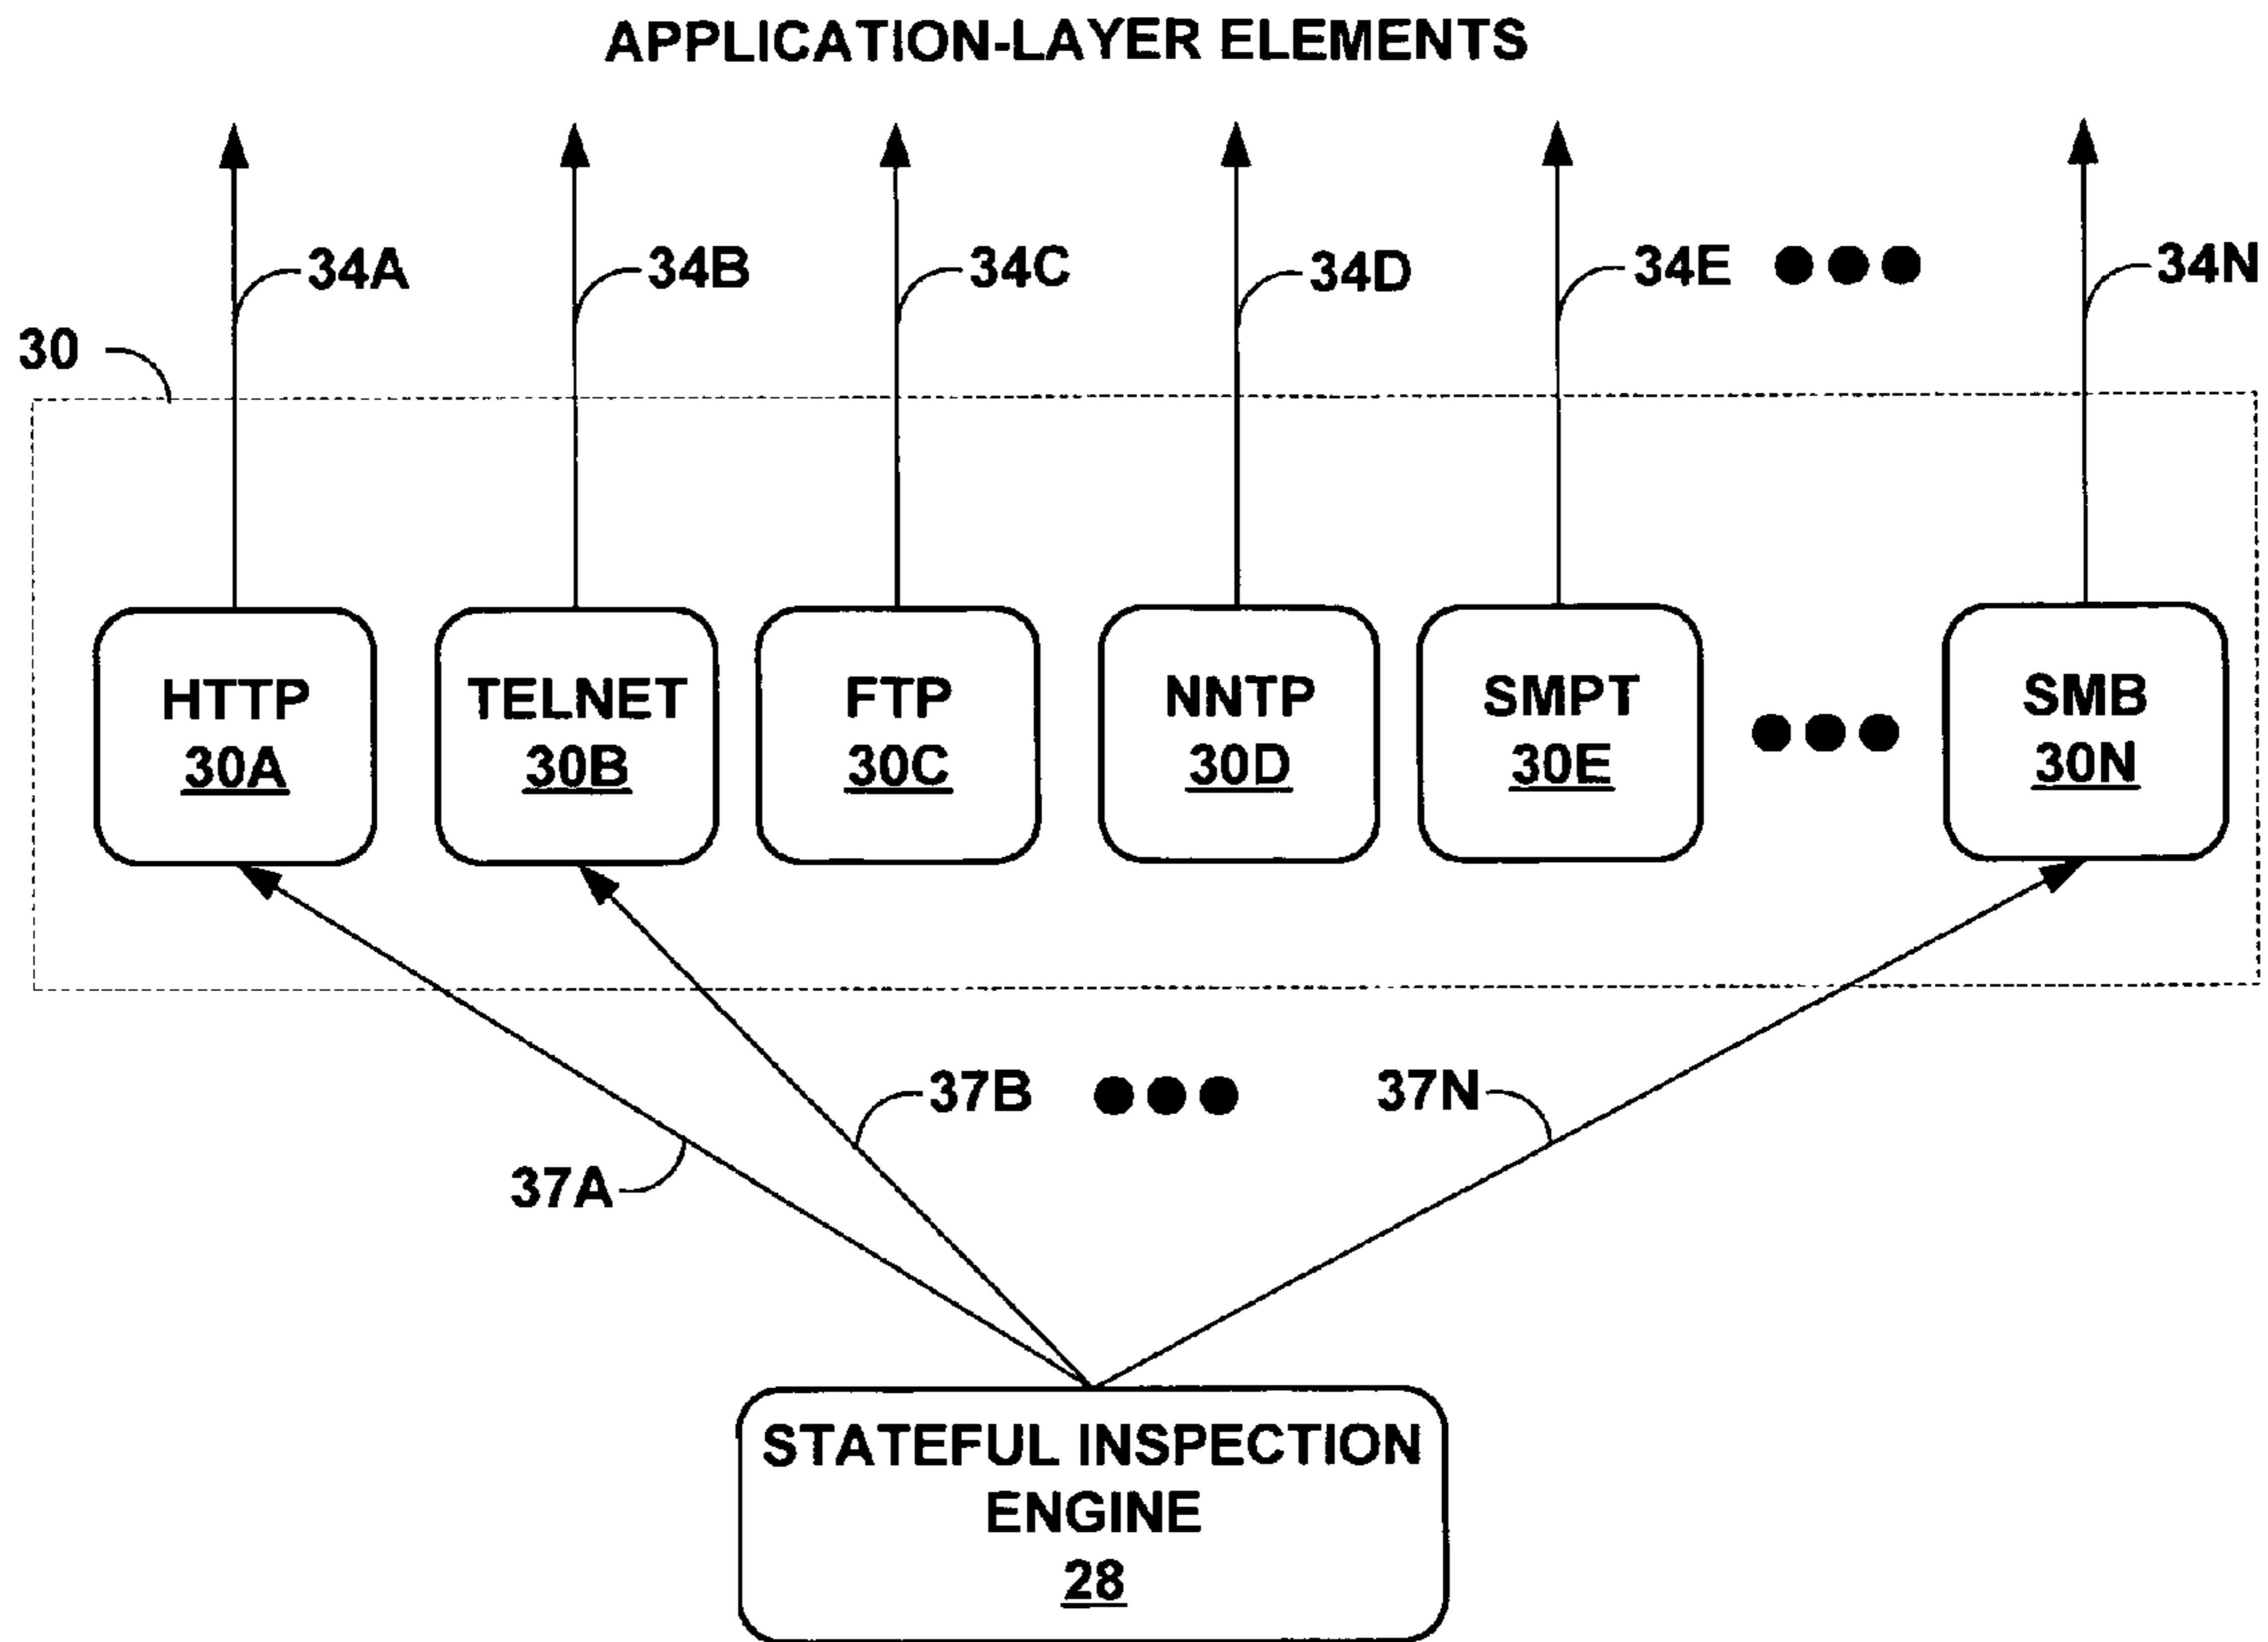 APPLICATION-LAYER ELEMENTS
34A
34B
34C
34D
34E
34N
30
HTTP
30A
TELNET
30B
FTP
30C
NNTP
30D
SMPT
30E
SMB
30N
37B
37N
37A
STATEFUL INSPECTION
ENGINE
28